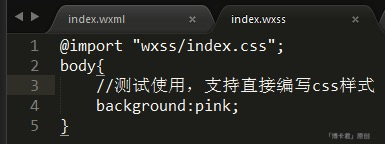 index.wxml
index.wxss
1 @import "wxss/index.css";
2 body{
3 //测试使用，支持直接编写css样式
4 background:pink;
5 }
「博卡君」原创